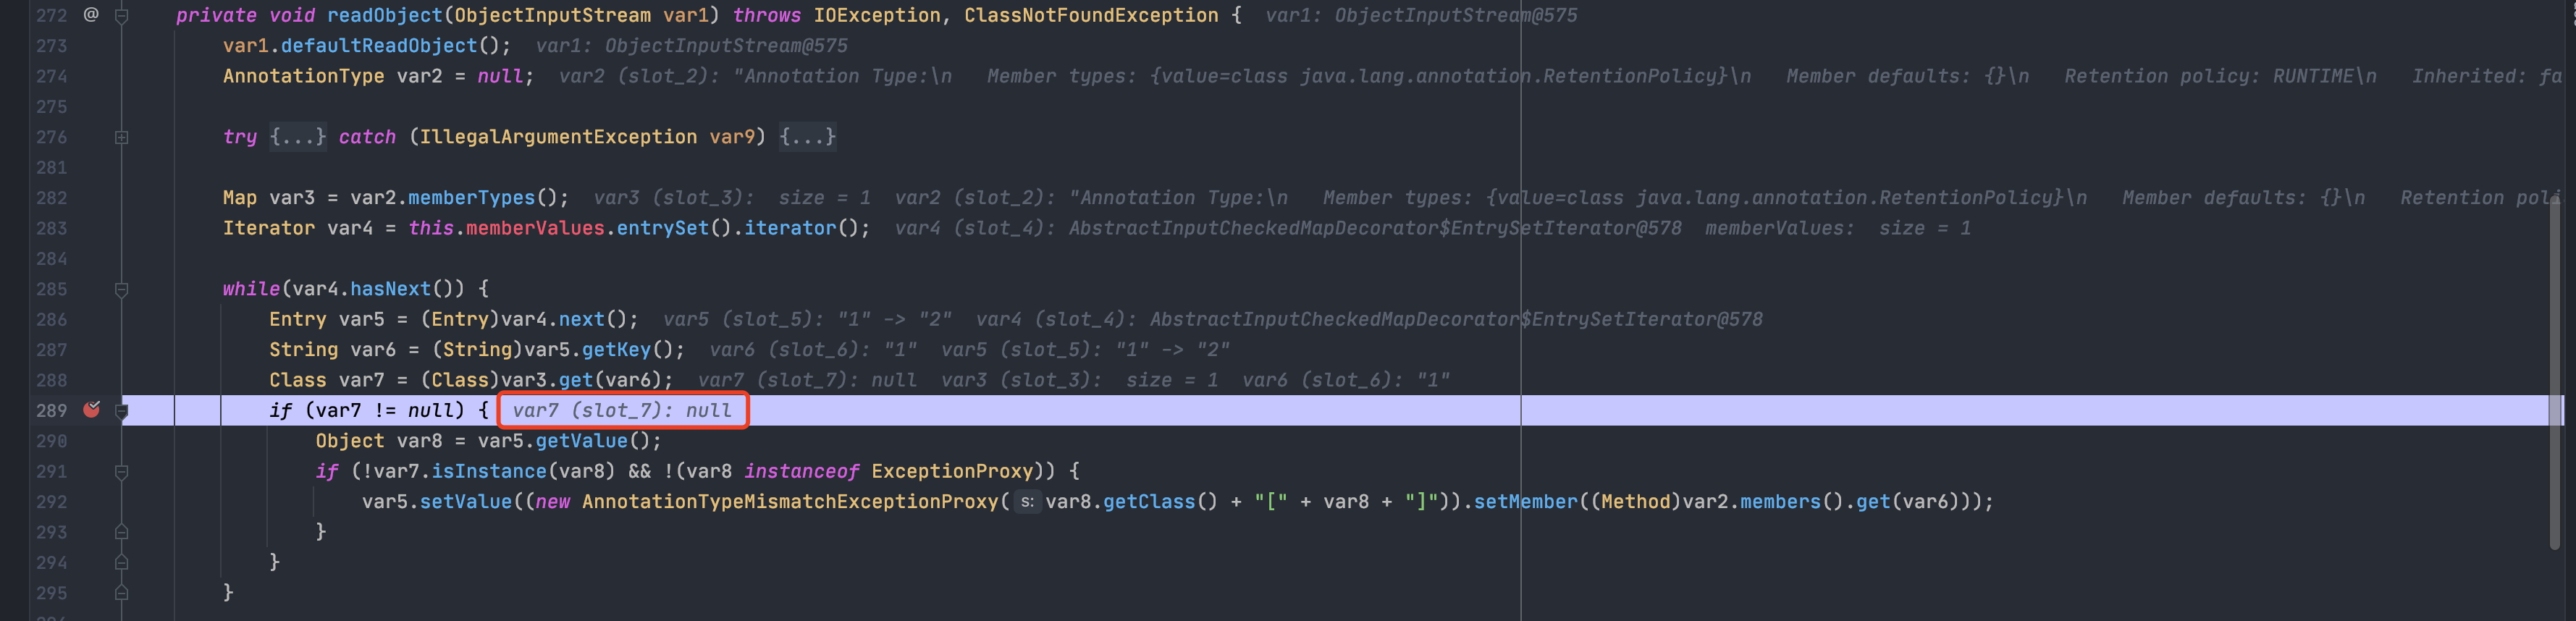 272 @ private void readObject(ObjectInputStream var1) throws IOException, ClassNotFoundException { var1: ObjectInputStream@575
273 var1.defaultReadObject(); var1: ObjectInputStream@575
274 AnnotationType var2 = null; var2 (slot_2): "Annotation Type:\n Member types: {value=class java.lang.annotation.RetentionPolicy}\n Member defaults: {}\n Retention policy: RUNTIME\n Inherited: fa
275
276 try {...} catch (IllegalArgumentException var9) {...}
281
282 Map var3 = var2.memberTypes(); var3 (slot_3): size = 1 var2 (slot_2): "Annotation Type:\n Member types: {value=class java.lang.annotation.RetentionPolicy}\n Member defaults: {}\n Retention poli
283 Iterator var4 = this.memberValues.entrySet().iterator(); var4 (slot_4): AbstractInputCheckedMapDecorator$EntrySetIterator@578 memberValues: size = 1
284
285 while(var4.hasNext()) {
286 Entry var5 = (Entry)var4.next(); var5 (slot_5): "1" -> "2" var4 (slot_4): AbstractInputCheckedMapDecorator$EntrySetIterator@578
287 String var6 = (String)var5.getKey(); var6 (slot_6): "1" var5 (slot_5): "1" -> "2"
288 Class var7 = (Class)var3.get(var6); var7 (slot_7): null var3 (slot_3): size = 1 var6 (slot_6): "1"
289 if (var7 != null) { var7 (slot_7): null
290 Object var8 = var5.getValue();
291 if (!var7.isInstance(var8) && !(var8 instanceof ExceptionProxy)) {
292 var5.setValue((new AnnotationTypeMismatchExceptionProxy( s: var8.getClass() + "[" + var8 + "]")).setMember((Method)var2.members().get(var6)));
293 }
294 }
295 }